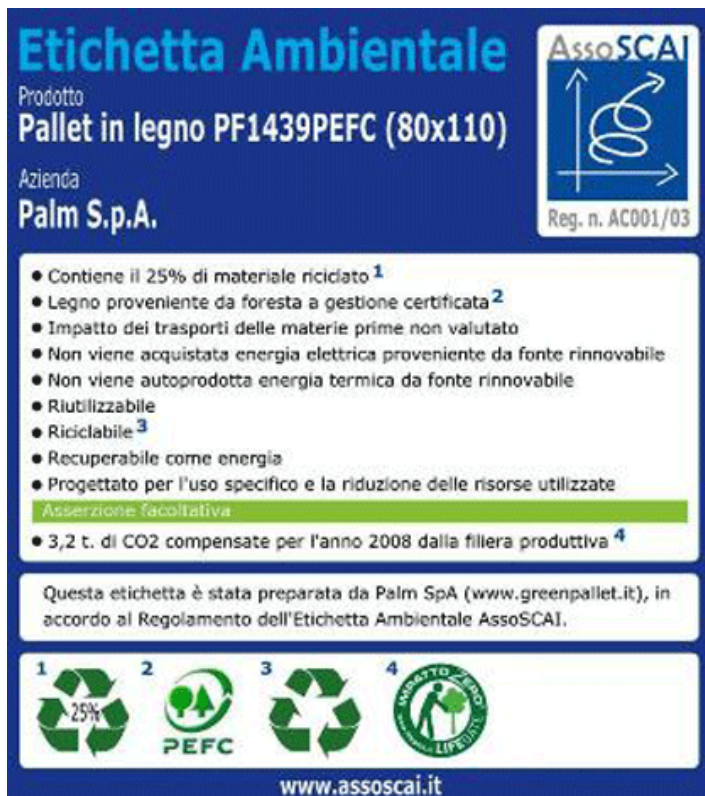 Etichetta Ambientale
Prodotto
Pallet in legno PF1439PEFC (80x110)
Azienda
Palm S.p.A.
AssoSCAI
Reg. n. AC001/03
• Contiene il 25% di materiale riciclato 1
• Legno proveniente da foresta a gestione certificata 2
• Impatto dei trasporti delle materie prime non valutato
• Non viene acquistata energia elettrica proveniente da fonte rinnovabile
• Non viene autoprodotta energia termica da fonte rinnovabile
• Riutilizzabile
• Riciclabile 3
• Recuperabile come energia
• Progettato per l'uso specifico e la riduzione delle risorse utilizzate
Asserzione facoltativa
• 3,2 t. di CO2 compensate per l'anno 2008 dalla filiera produttiva 4
Questa etichetta è stata preparata da Palm SpA (www.greenpallet.it), in
accordo al Regolamento dell'Etichetta Ambientale AssoSCAI.
1 2 3 4
25%
PEFC
IMPATTO ZERO
LIFEGATE
www.assoscai.it